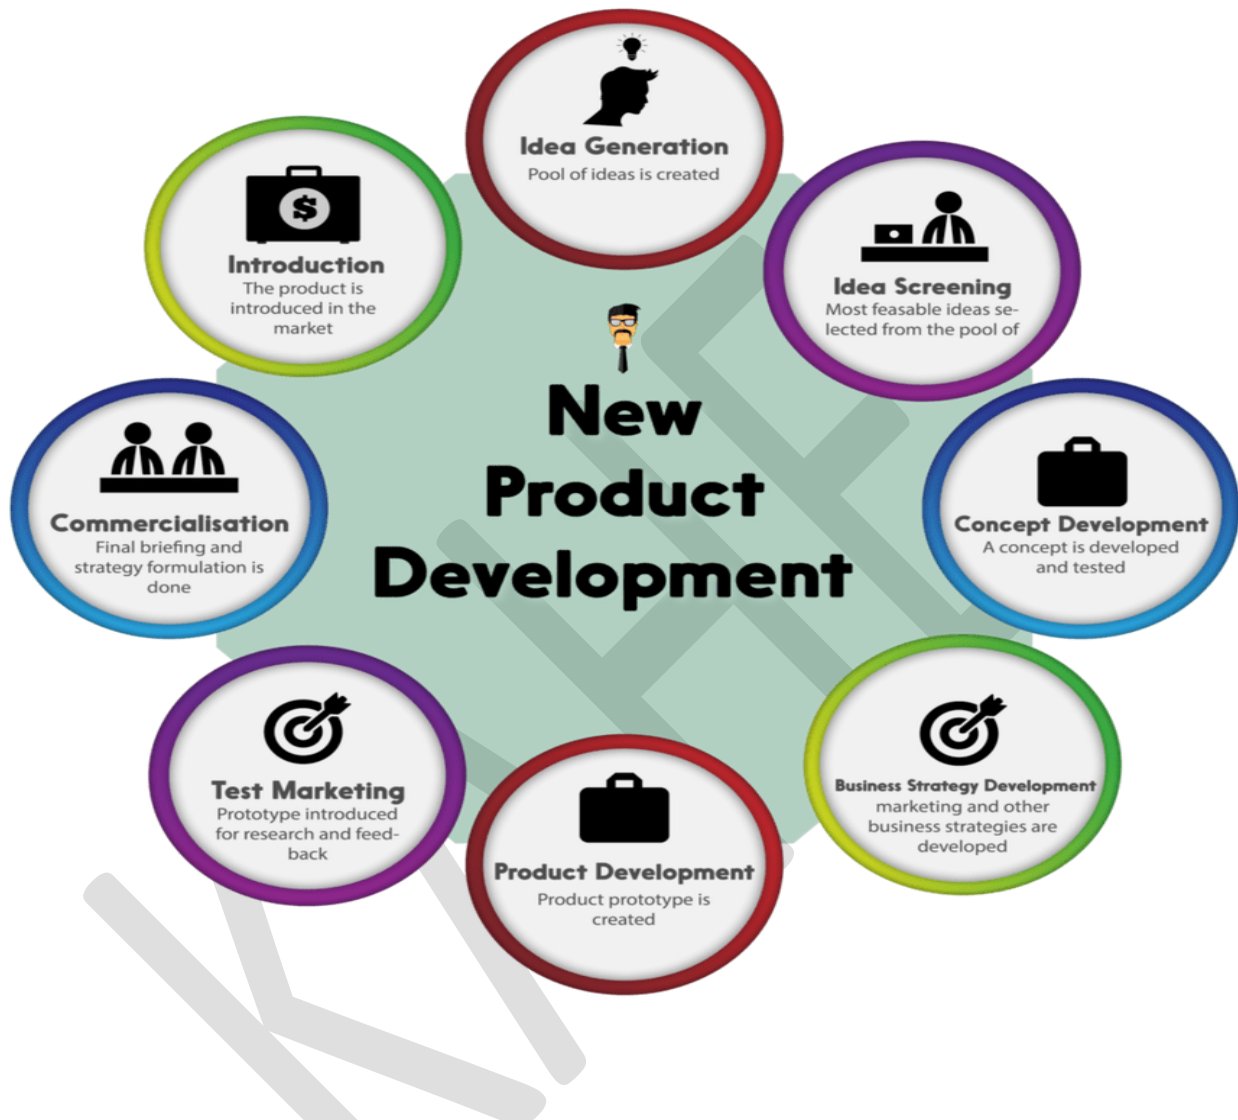 Idea Generation
Pool of ideas is created
Idea Screening
Most feasable ideas se-
lected from the pool of
Concept Development
A concept is developed
and tested
Business Strategy Development
marketing and other
business strategies are
developed
Product Development
Product prototype is
created
Test Marketing
Prototype introduced
for research and feed-
back
Commercialisation
Final briefing and
strategy formulation is
done
$
Introduction
The product is
introduced in the
market
New
Product
Development